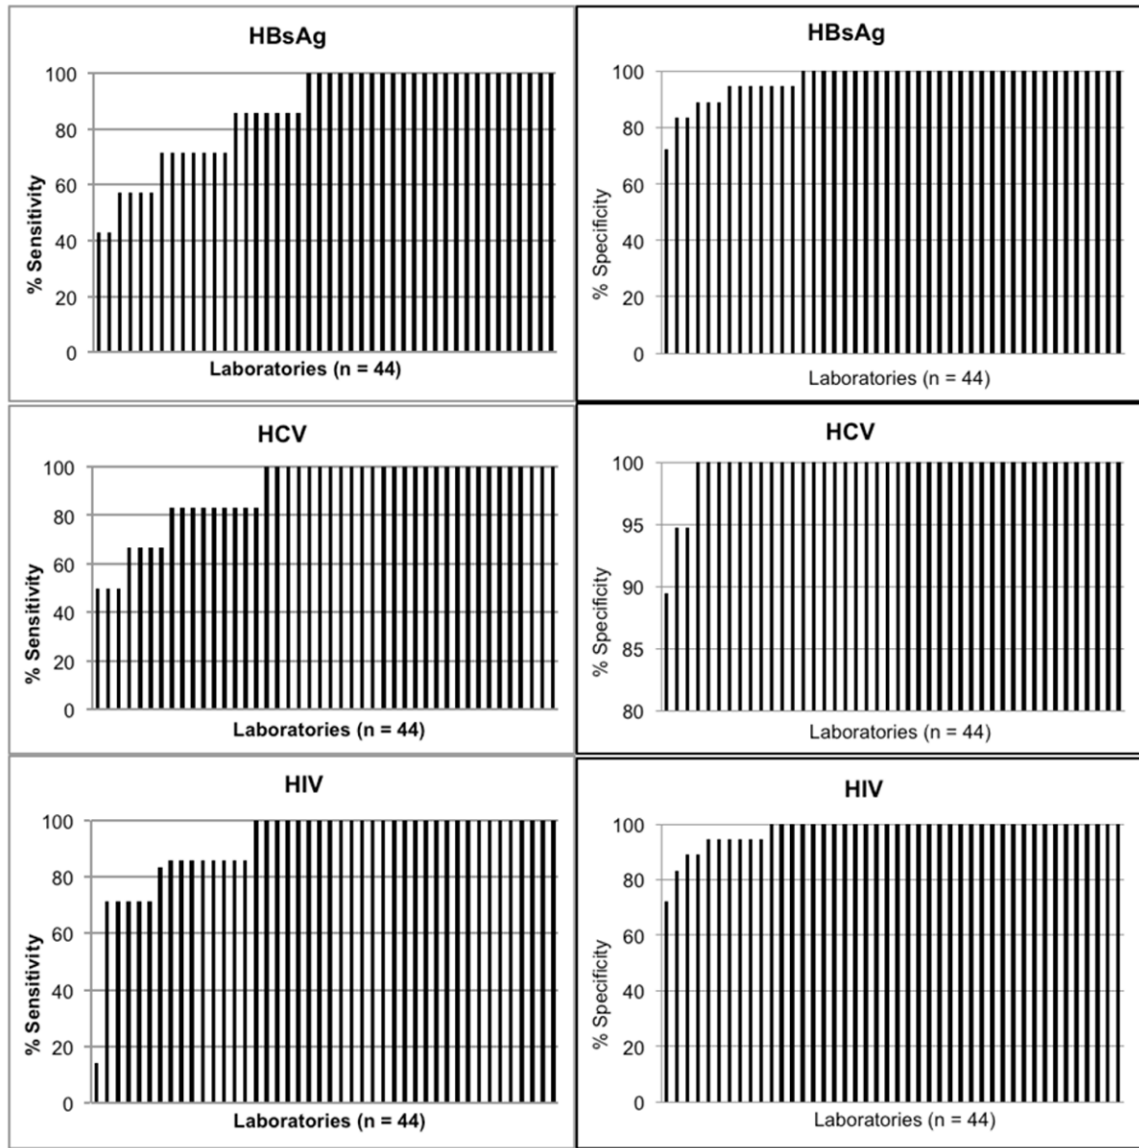 HBsAg
100
80
60
40
20
0
% Sensitivity
Laboratories (n = 44)
HBsAg
100
80
60
40
20
0
% Specificity
Laboratories (n = 44)
HCV
100
80
60
40
20
0
% Sensitivity
Laboratories (n = 44)
HCV
100
95
90
85
80
% Specificity
Laboratories (n = 44)
HIV
100
80
60
40
20
0
% Sensitivity
Laboratories (n = 44)
HIV
100
80
60
40
20
0
% Specificity
Laboratories (n = 44)